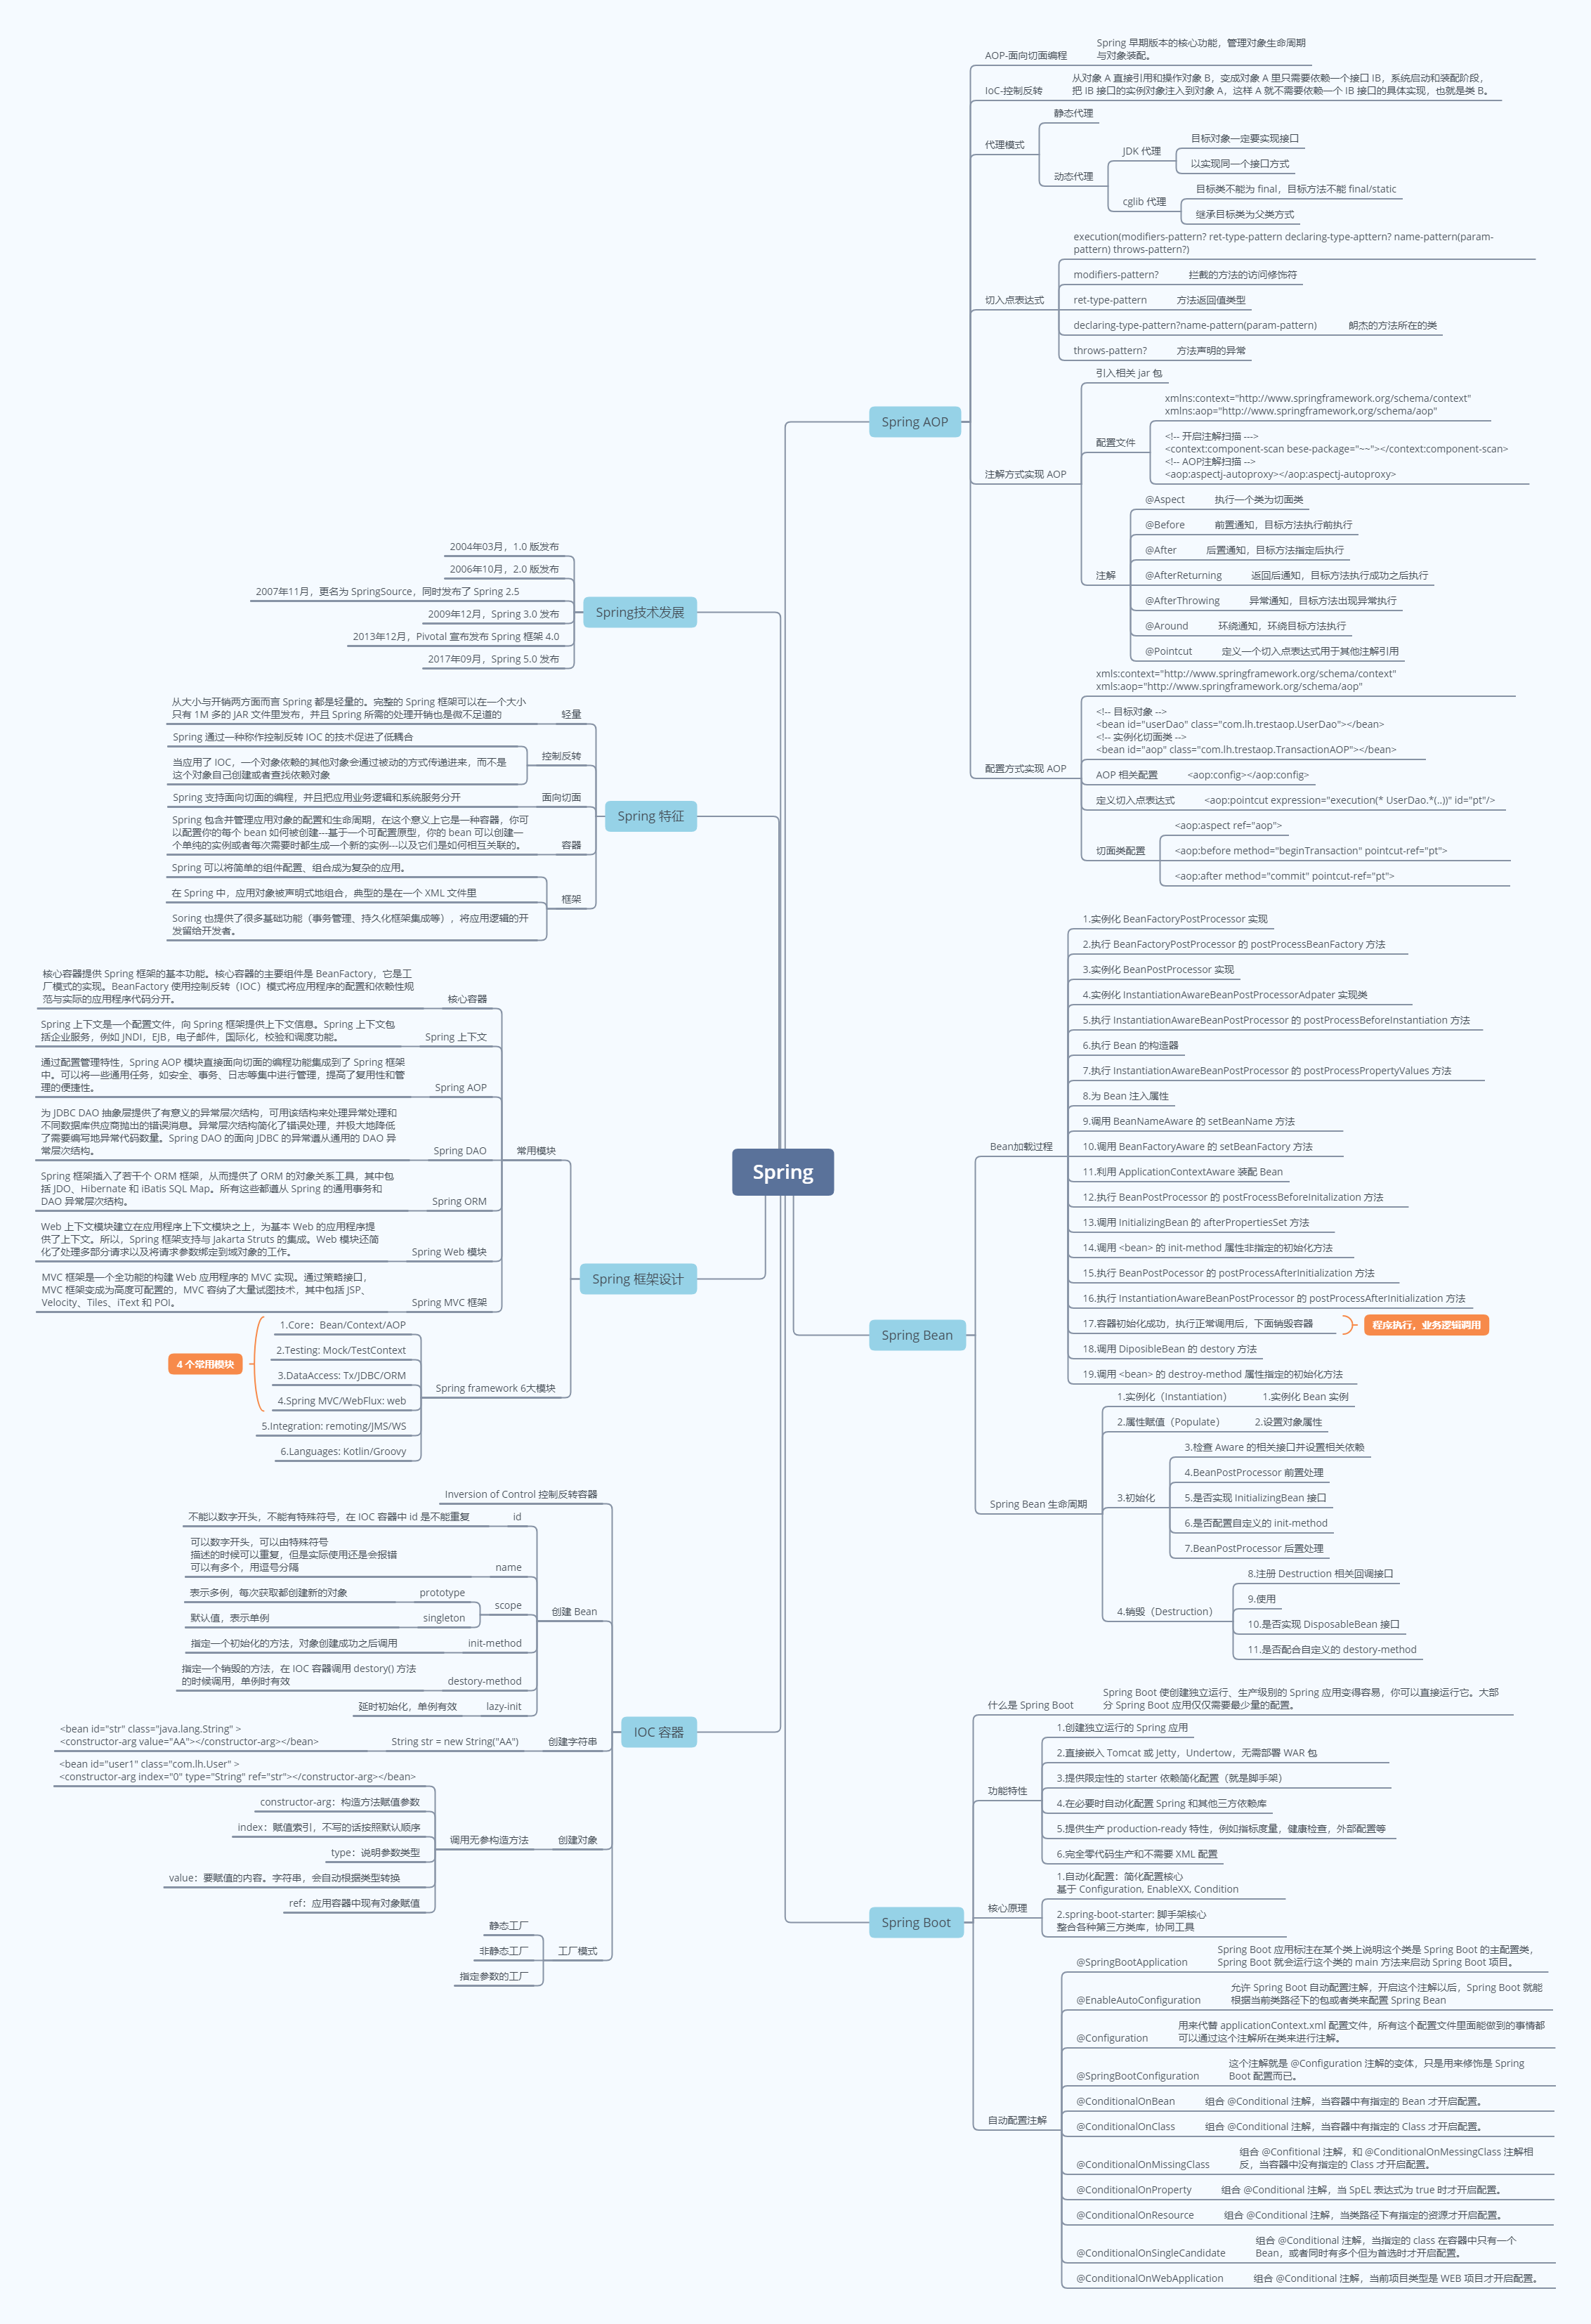 Spring
Spring AOP
AOP-面向切面编程
Spring 早期版本的核心功能，管理对象生命周期
与对象装配。
IoC-控制反转
从对象 A 直接引用和操作对象 B，变成对象 A 里只需要依赖一个接口 IB，系统启动和装配阶段，
把 IB 接口的实例对象注入到对象 A，这样 A 就不需要依赖一个 IB 接口的具体实现，也就是类 B。
代理模式
静态代理
动态代理
JDK 代理
目标对象一定要实现接口
以实现同一个接口方式
cglib 代理
目标类不能为 final，目标方法不能 final/static
继承目标类为父类方式
切入点表达式
execution(modifiers-pattern? ret-type-pattern declaring-type-apttern? name-pattern(param-
pattern) throws-pattern?)
modifiers-pattern?
拦截的方法的访问修饰符
ret-type-pattern
方法返回值类型
declaring-type-pattern?name-pattern(param-pattern)
朗杰的方法所在的类
throws-pattern?
方法声明的异常
注解方式实现 AOP
引入相关 jar 包
配置文件
xmlns:context="http://www.springframework.org/schema/context"
xmlns:aop="http://www.springframework.org/schema/aop"
<!-- 开启注解扫描 --->
<context:component-scan bese-package="~~"></context:component-scan>
<!-- AOP注解扫描 -->
<aop:aspectj-autoproxy></aop:aspectj-autoproxy>
注解
@Aspect
执行一个类为切面类
@Before
前置通知，目标方法执行前执行
@After
后置通知，目标方法指定后执行
@AfterReturning
返回后通知，目标方法执行成功之后执行
@AfterThrowing
异常通知，目标方法出现异常执行
@Around
环绕通知，环绕目标方法执行
@Pointcut
定义一个切入点表达式用于其他注解引用
配置方式实现 AOP
xmls:context="http://www.springframework.org/schema/context"
xmls:aop="http://www.springframework.org/schema/aop"
<!-- 目标对象 -->
<bean id="userDao" class="com.lh.trestaop.UserDao"></bean>
<!-- 实例化切面类 -->
<bean id="aop" class="com.lh.trestaop.TransactionAOP"></bean>
AOP 相关配置
<aop:config></aop:config>
定义切入点表达式
<aop:pointcut expression="execution(* UserDao.*(..))" id="pt"/>
切面类配置
<aop:aspect ref="aop">
<aop:before method="beginTransaction" pointcut-ref="pt">
<aop:after method="commit" pointcut-ref="pt">
Spring Bean
Bean加载过程
1.实例化 BeanFactoryPostProcessor 实现
2.执行 BeanFactoryPostProcessor 的 postProcessBeanFactory 方法
3.实例化 BeanPostProcessor 实现
4.实例化 InstantiationAwareBeanPostProcessorAdpater 实现类
5.执行 InstantiationAwareBeanPostProcessor 的 postProcessBeforeInstantiation 方法
6.执行 Bean 的构造器
7.执行 InstantiationAwareBeanPostProcessor 的 postProcessPropertyValues 方法
8.为 Bean 注入属性
9.调用 BeanNameAware 的 setBeanName 方法
10.调用 BeanFactoryAware 的 setBeanFactory 方法
11.利用 ApplicationContextAware 装配 Bean
12.执行 BeanPostProcessor 的 postFrocessBeforeInitalization 方法
13.调用 InitializingBean 的 afterPropertiesSet 方法
14.调用 <bean> 的 init-method 属性非指定的初始化方法
15.执行 BeanPostPocessor 的 postProcessAfterInitialization 方法
16.执行 InstantiationAwareBeanPostProcessor 的 postProcessAfterInitialization 方法
17.容器初始化成功，执行正常调用后，下面销毁容器
程序执行，业务逻辑调用
18.调用 DiposibleBean 的 destory 方法
19.调用 <bean> 的 destroy-method 属性指定的初始化方法
Spring Bean 生命周期
1.实例化（Instantiation）
1.实例化 Bean 实例
2.属性赋值（Populate）
2.设置对象属性
3.初始化
3.检查 Aware 的相关接口并设置相关依赖
4.BeanPostProcessor 前置处理
5.是否实现 InitializingBean 接口
6.是否配置自定义的 init-method
7.BeanPostProcessor 后置处理
4.销毁（Destruction）
8.注册 Destruction 相关回调接口
9.使用
10.是否实现 DisposableBean 接口
11.是否配合自定义的 destory-method
Spring Boot
什么是 Spring Boot
Spring Boot 使创建独立运行、生产级别的 Spring 应用变得容易，你可以直接运行它。大部
分 Spring Boot 应用仅仅需要最少量的配置。
功能特性
1.创建独立运行的 Spring 应用
2.直接嵌入 Tomcat 或 Jetty，Undertow，无需部署 WAR 包
3.提供限定性的 starter 依赖简化配置（就是脚手架）
4.在必要时自动化配置 Spring 和其他三方依赖库
5.提供生产 production-ready 特性，例如指标度量，健康检查，外部配置等
6.完全零代码生产和不需要 XML 配置
核心原理
1.自动化配置：简化配置核心
基于 Configuration, EnableXX, Condition
2.spring-boot-starter: 脚手架核心
整合各种第三方类库，协同工具
自动配置注解
@SpringBootApplication
Spring Boot 应用标注在某个类上说明这个类是 Spring Boot 的主配置类，
Spring Boot 就会运行这个类的 main 方法来启动 Spring Boot 项目。
@EnableAutoConfiguration
允许 Spring Boot 自动配置注解，开启这个注解以后，Spring Boot 就能
根据当前类路径下的包或者类来配置 Spring Bean
@Configuration
用来代替 applicationContext.xml 配置文件，所有这个配置文件里面能做到的事情都
可以通过这个注解所在类来进行注解。
@SpringBootConfiguration
这个注解就是 @Configuration 注解的变体，只是用来修饰是 Spring
Boot 配置而已。
@ConditionalOnBean
组合 @Conditional 注解，当容器中有指定的 Bean 才开启配置。
@ConditionalOnClass
组合 @Conditional 注解，当容器中有指定的 Class 才开启配置。
@ConditionalOnMissingClass
组合 @Confitional 注解，和 @ConditionalOnMessingClass 注解相
反，当容器中没有指定的 Class 才开启配置。
@ConditionalOnProperty
组合 @Conditional 注解，当 SpEL 表达式为 true 时才开启配置。
@ConditionalOnResource
组合 @Conditional 注解，当类路径下有指定的资源才开启配置。
@ConditionalOnSingleCandidate
组合 @Conditional 注解，当指定的 class 在容器中只有一个
Bean，或者同时有多个但为首选时才开启配置。
@ConditionalOnWebApplication
组合 @Conditional 注解，当前项目类型是 WEB 项目才开启配置。
Spring技术发展
2004年03月，1.0 版发布
2006年10月，2.0 版发布
2007年11月，更名为 SpringSource，同时发布了 Spring 2.5
2009年12月，Spring 3.0 发布
2013年12月，Pivotal 宣布发布 Spring 框架 4.0
2017年09月，Spring 5.0 发布
Spring 特征
轻量
从大小与开销两方面而言 Spring 都是轻量的。完整的 Spring 框架可以在一个大小
只有 1M 多的 JAR 文件里发布，并且 Spring 所需的处理开销也是微不足道的
控制反转
Spring 通过一种称作控制反转 IOC 的技术促进了低耦合
当应用了 IOC，一个对象依赖的其他对象会通过被动的方式传递进来，而不是
这个对象自己创建或者查找依赖对象
面向切面
Spring 支持面向切面的编程，并且把应用业务逻辑和系统服务分开
容器
Spring 包含并管理应用对象的配置和生命周期，在这个意义上它是一种容器，你可
以配置你的每个 bean 如何被创建---基于一个可配置原型，你的 bean 可以创建一
个单纯的实例或者每次需要时都生成一个新的实例---以及它们是如何相互关联的。
框架
Spring 可以将简单的组件配置、组合成为复杂的应用。
在 Spring 中，应用对象被声明式地组合，典型的是在一个 XML 文件里
Soring 也提供了很多基础功能（事务管理、持久化框架集成等），将应用逻辑的开
发留给开发者。
Spring 框架设计
常用模块
核心容器
核心容器提供 Spring 框架的基本功能。核心容器的主要组件是 BeanFactory，它是工
厂模式的实现。BeanFactory 使用控制反转（IOC）模式将应用程序的配置和依赖性规
范与实际的应用程序代码分开。
Spring 上下文
Spring 上下文是一个配置文件，向 Spring 框架提供上下文信息。Spring 上下文包
括企业服务，例如 JNDI，EJB，电子邮件，国际化，校验和调度功能。
Spring AOP
通过配置管理特性，Spring AOP 模块直接面向切面的编程功能集成到了 Spring 框架
中。可以将一些通用任务，如安全、事务、日志等集中进行管理，提高了复用性和管
理的便捷性。
Spring DAO
为 JDBC DAO 抽象层提供了有意义的异常层次结构，可用该结构来处理异常处理和
不同数据库供应商抛出的错误消息。异常层次结构简化了错误处理，并极大地降低
了需要编写地异常代码数量。Spring DAO 的面向 JDBC 的异常遵从通用的 DAO 异
常层次结构。
Spring ORM
Spring 框架插入了若干个 ORM 框架，从而提供了 ORM 的对象关系工具，其中包
括 JDO、Hibernate 和 iBatis SQL Map。所有这些都遵从 Spring 的通用事务和
DAO 异常层次结构。
Spring Web 模块
Web 上下文模块建立在应用程序上下文模块之上，为基本 Web 的应用程序提
供了上下文。所以，Spring 框架支持与 Jakarta Struts 的集成。Web 模块还简
化了处理多部分请求以及将请求参数绑定到域对象的工作。
Spring MVC 框架
MVC 框架是一个全功能的构建 Web 应用程序的 MVC 实现。通过策略接口，
MVC 框架变成为高度可配置的，MVC 容纳了大量试图技术，其中包括 JSP、
Velocity、Tiles、iText 和 POI。
Spring framework 6大模块
4 个常用模块
1.Core：Bean/Context/AOP
2.Testing: Mock/TestContext
3.DataAccess: Tx/JDBC/ORM
4.Spring MVC/WebFlux: web
5.Integration: remoting/JMS/WS
6.Languages: Kotlin/Groovy
IOC 容器
Inversion of Control 控制反转容器
创建 Bean
id
不能以数字开头，不能有特殊符号，在 IOC 容器中 id 是不能重复
name
可以数字开头，可以由特殊符号
描述的时候可以重复，但是实际使用还是会报错
可以有多个，用逗号分隔
scope
prototype
表示多例，每次获取都创建新的对象
singleton
默认值，表示单例
init-method
指定一个初始化的方法，对象创建成功之后调用
destory-method
指定一个销毁的方法，在 IOC 容器调用 destory() 方法
的时候调用，单例时有效
lazy-init
延时初始化，单例有效
创建字符串
String str = new String("AA")
<bean id="str" class="java.lang.String" >
<constructor-arg value="AA"></constructor-arg></bean>
创建对象
调用无参构造方法
<bean id="user1" class="com.lh.User" >
<constructor-arg index="0" type="String" ref="str"></constructor-arg></bean>
constructor-arg：构造方法赋值参数
index：赋值索引，不写的话按照默认顺序
type：说明参数类型
value：要赋值的内容。字符串，会自动根据类型转换
ref：应用容器中现有对象赋值
工厂模式
静态工厂
非静态工厂
指定参数的工厂